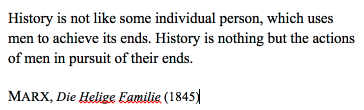 History is not like some individual person, which uses
men to achieve its ends. History is nothing but the actions
of men in pursuit of their ends.
MARX, Die Helige Familie (1845)